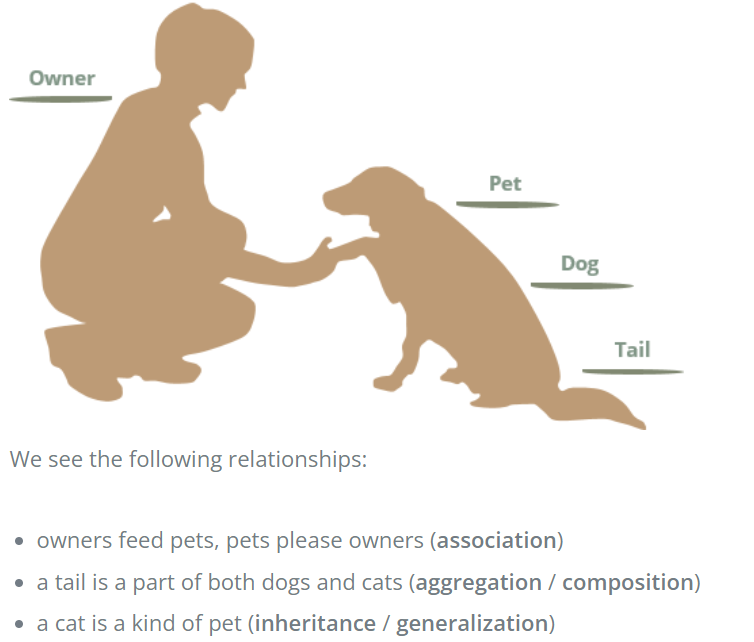 Owner
Pet
Dog
Tail
We see the following relationships:
• owners feed pets, pets please owners (association)
• a tail is a part of both dogs and cats (aggregation / composition)
• a cat is a kind of pet (inheritance / generalization)